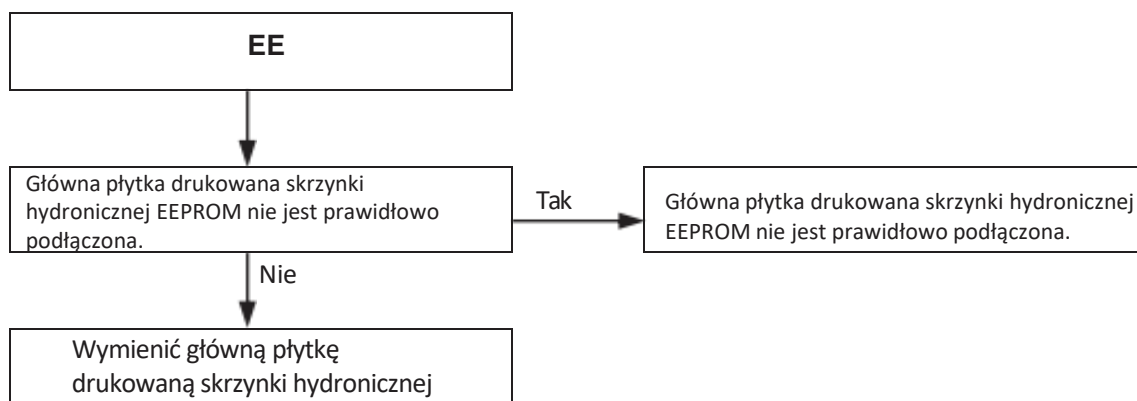 EE
Główna płytka drukowana skrzynki
hydronicznej EEPROM nie jest prawidłowo
podłączona.
Tak
Główna płytka drukowana skrzynki hydronicznej
EEPROM nie jest prawidłowo podłączona.
Nie
Wymienić główną płytkę
drukowaną skrzynki hydronicznej